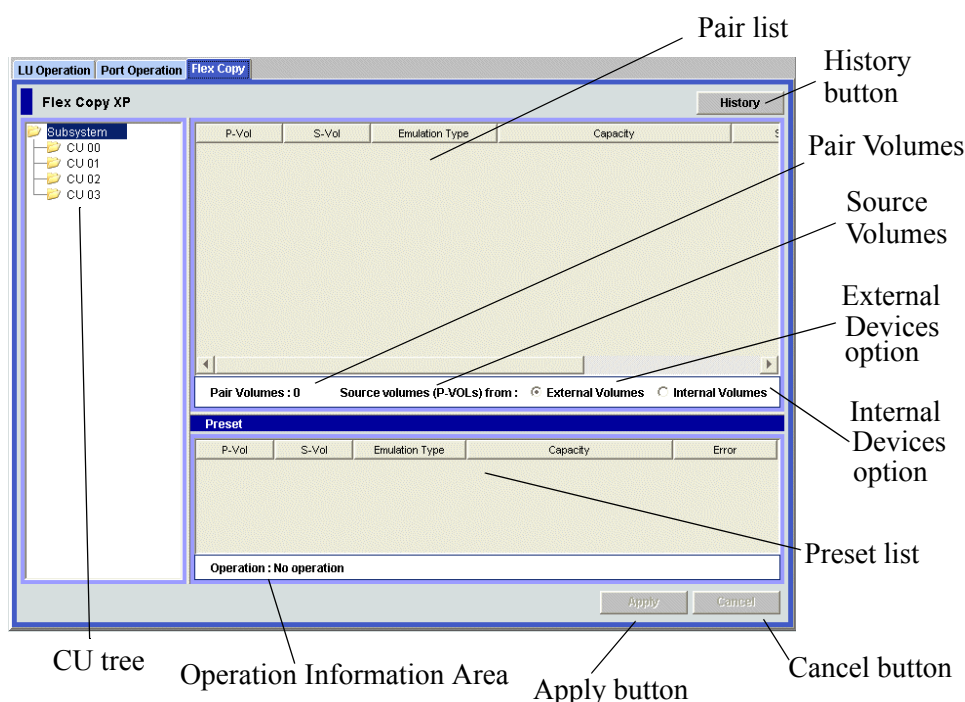 Pair list
LU Operation Port Operation Flex Copy
History
button
Flex Copy XP
History
Subsystem
CU 00
CU 01
CU 02
CU 03
P-Vol S-Vol Emulation Type Capacity S
Pair Volumes
Source
Volumes
External
Devices
option
Pair Volumes : 0 Source volumes (P-VOLs) from : External Volumes Internal Volumes
Internal
Devices
option
Preset
P-Vol S-Vol Emulation Type Capacity Error
Preset list
Operation : No operation
Apply Cancel
CU tree
Operation Information Area
Apply button
Cancel button